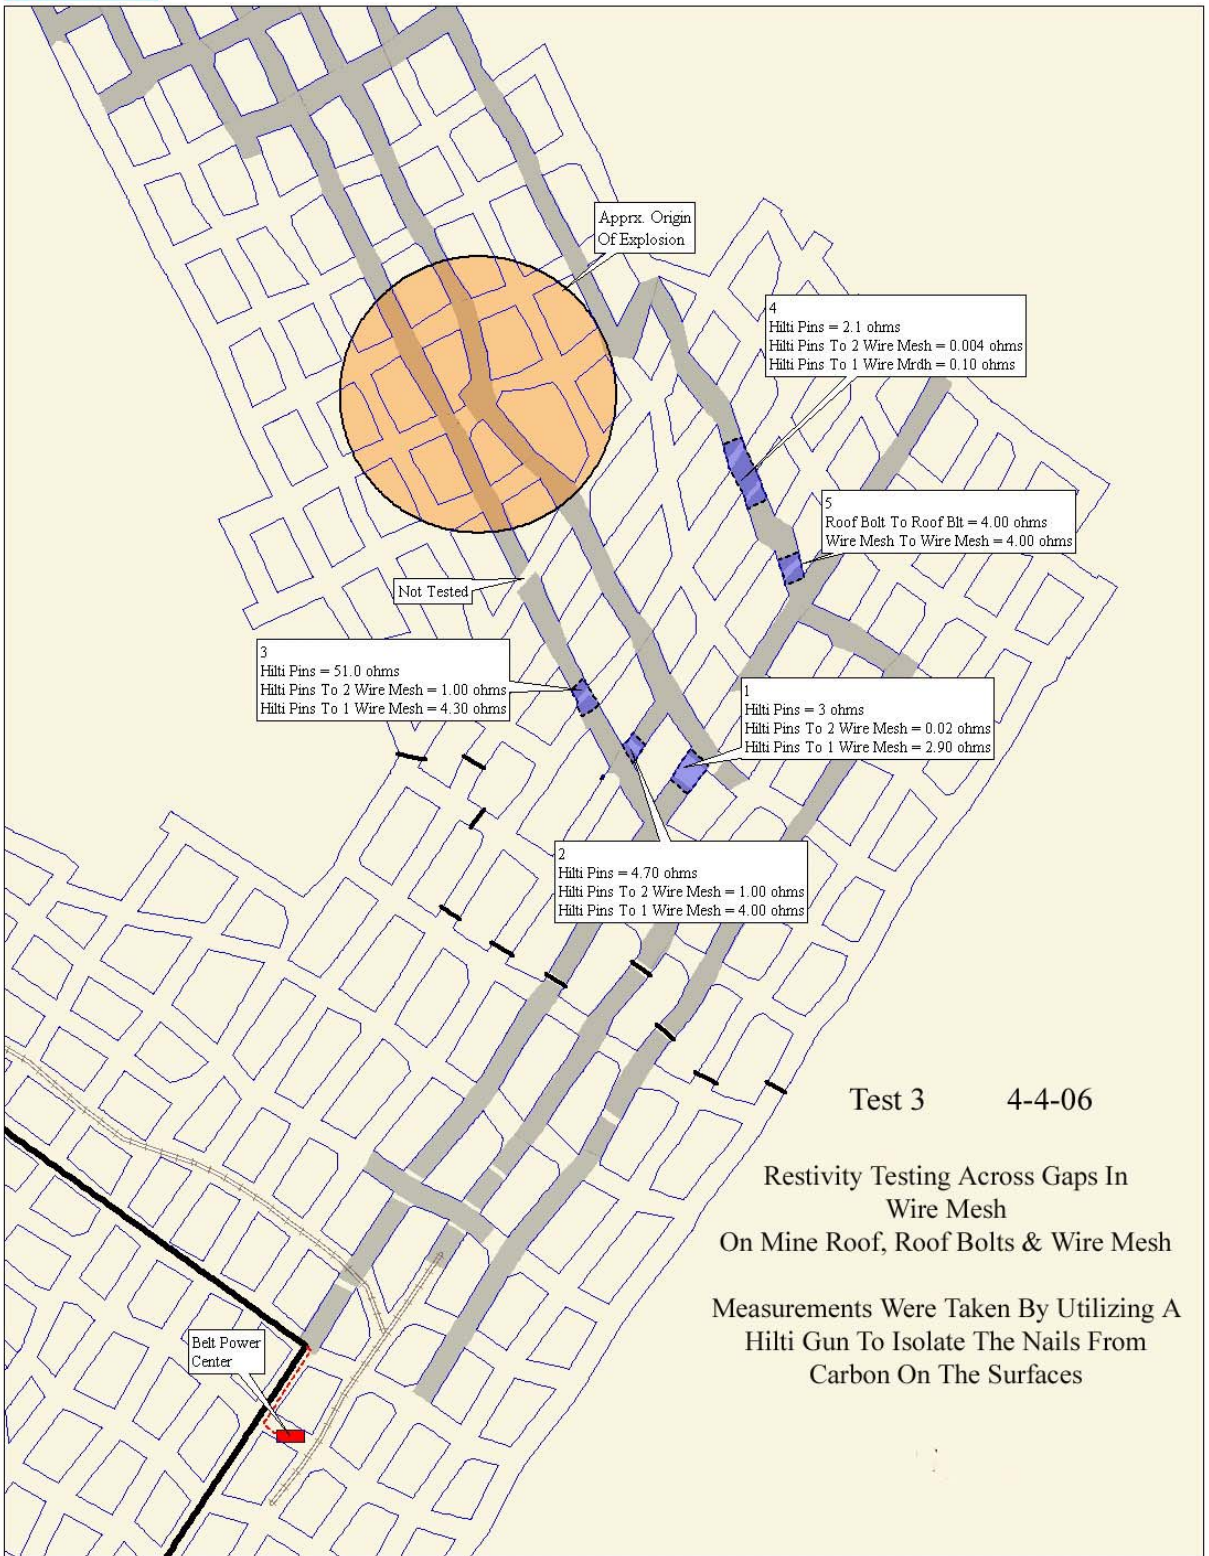 Apprx. Origin
Of Explosion
4
Hilti Pins = 2.1 ohms
Hilti Pins To 2 Wire Mesh = 0.004 ohms
Hilti Pins To 1 Wire Mrdh = 0.10 ohms
5
Roof Bolt To Roof Blt = 4.00 ohms
Wire Mesh To Wire Mesh = 4.00 ohms
Not Tested
3
Hilti Pins = 51.0 ohms
Hilti Pins To 2 Wire Mesh = 1.00 ohms
Hilti Pins To 1 Wire Mesh = 4.30 ohms
1
Hilti Pins = 3 ohms
Hilti Pins To 2 Wire Mesh = 0.02 ohms
Hilti Pins To 1 Wire Mesh = 2.90 ohms
2
Hilti Pins = 4.70 ohms
Hilti Pins To 2 Wire Mesh = 1.00 ohms
Hilti Pins To 1 Wire Mesh = 4.00 ohms
Test 3 4-4-06
Restivity Testing Across Gaps In
Wire Mesh
On Mine Roof, Roof Bolts & Wire Mesh
Measurements Were Taken By Utilizing A
Hilti Gun To Isolate The Nails From
Carbon On The Surfaces
Belt Power
Center